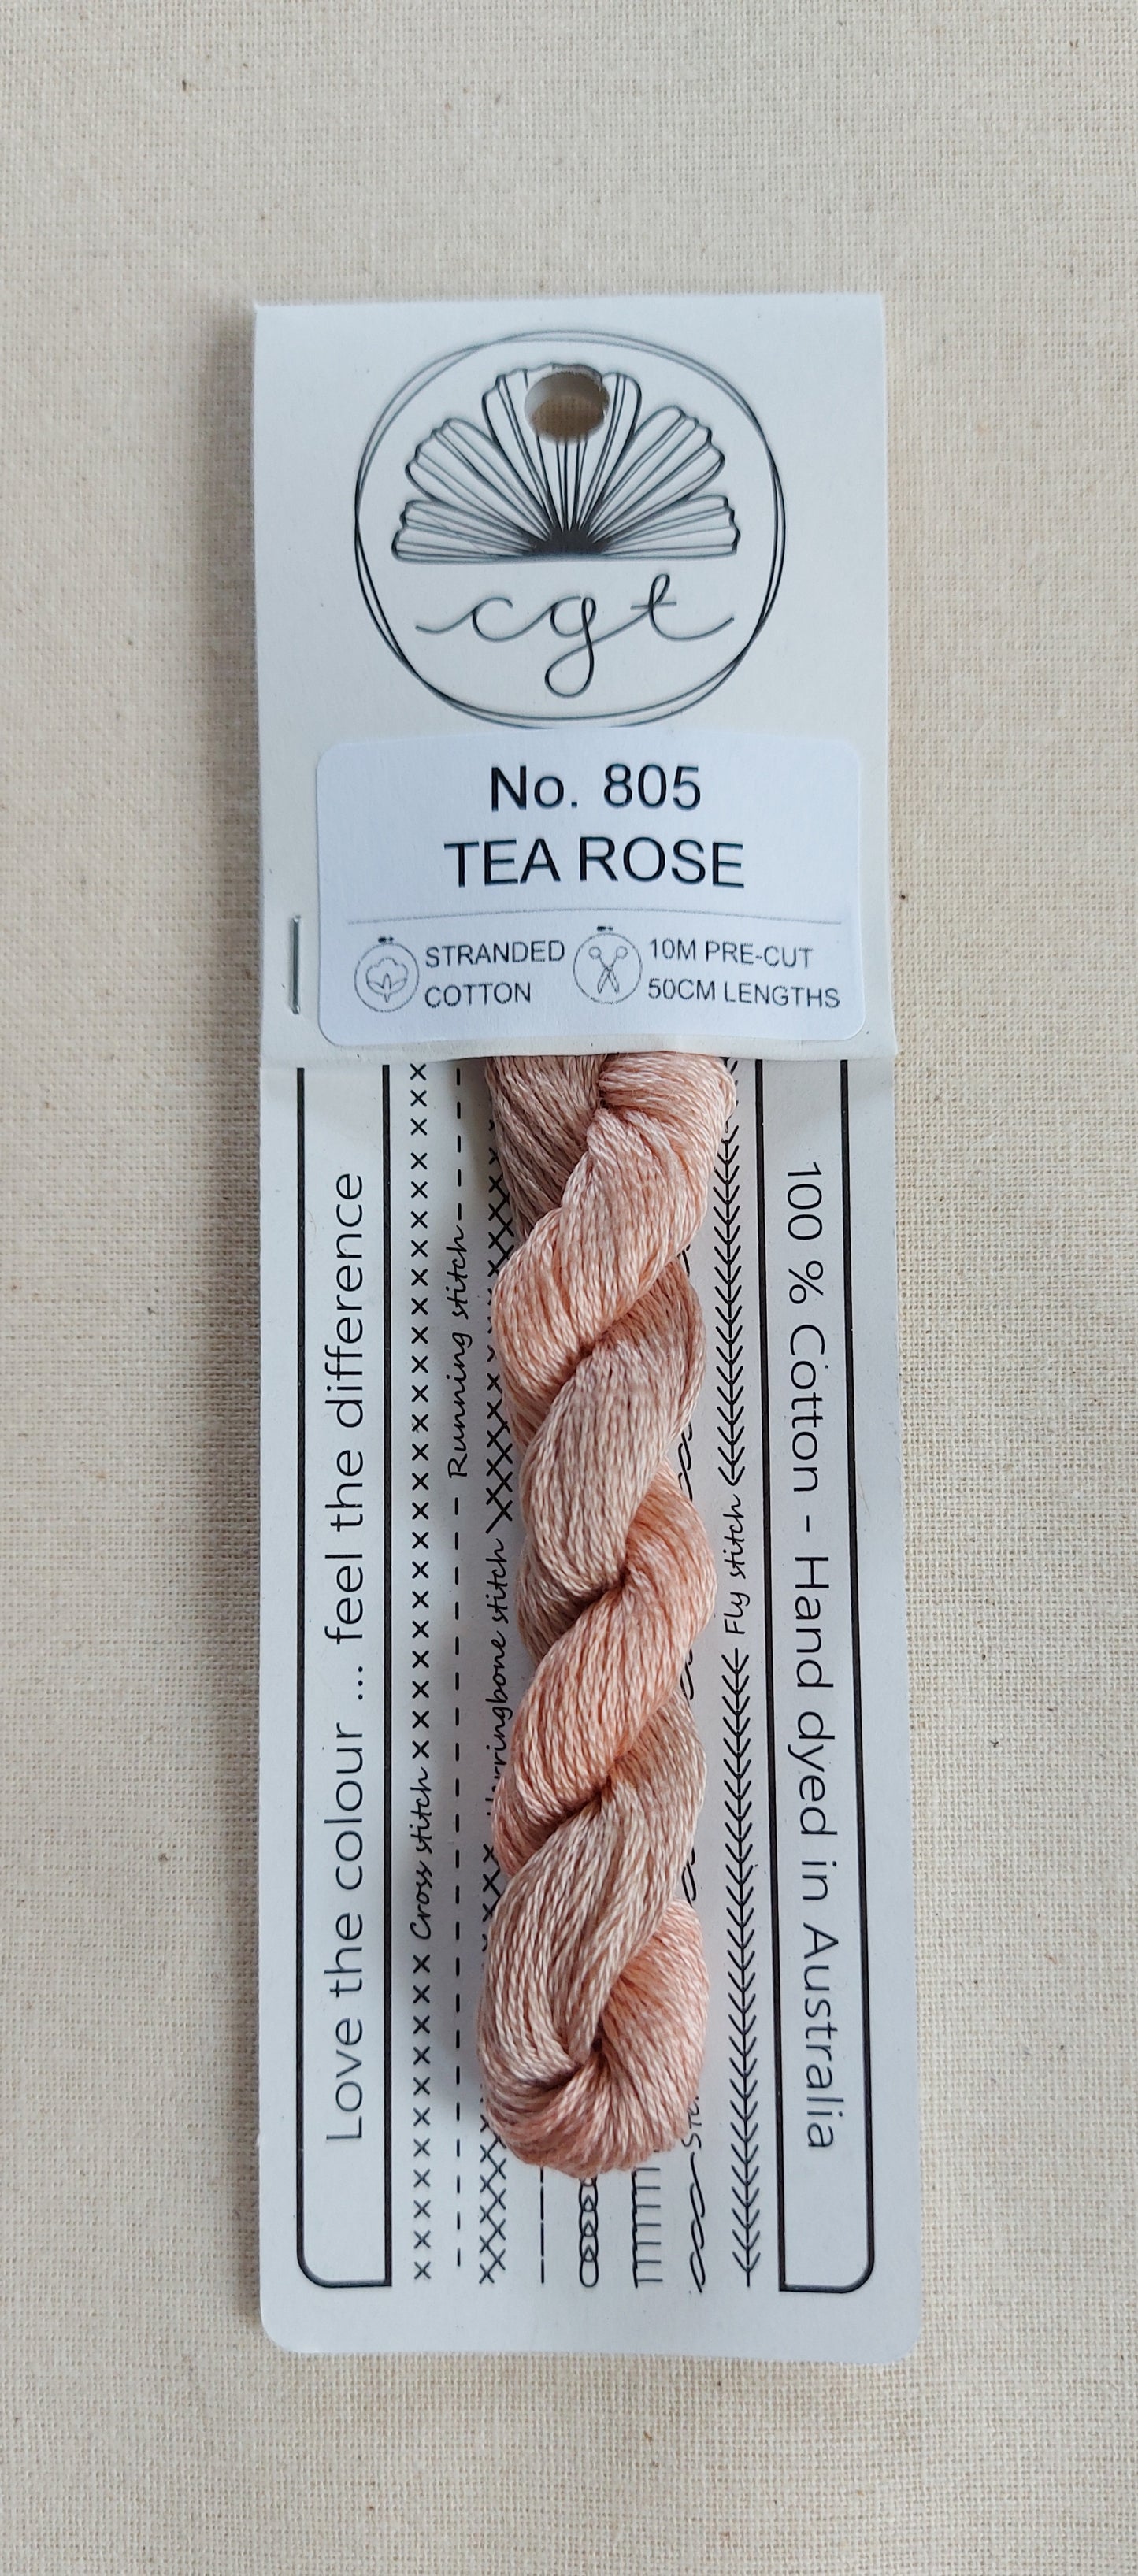 cgt
No. 805
TEA ROSE
STRANDED
COTTON
10M PRE-CUT
50CM LENGTHS
Love the colour ... feel the difference
Cross stitch
Running stitch
stitch
Fly stitch
100 % Cotton - Hand dyed in Australia